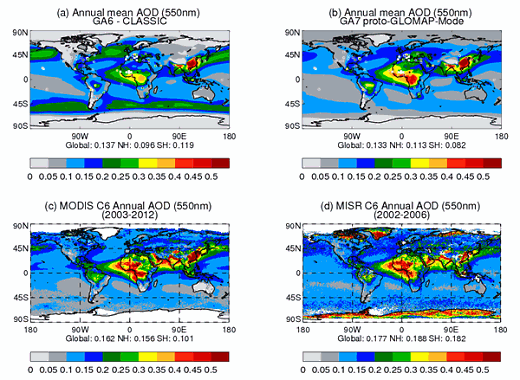 (a) Annual mean AOD (550nm)
GA6 - CLASSIC
90N
45N
0
45S
90S
90W 0 90E 180
Global: 0.137 NH: 0.096 SH: 0.119
0 0.05 0.1 0.15 0.2 0.25 0.3 0.35 0.4 0.45 0.5
(b) Annual mean AOD (550nm)
GA7 proto-GLOMAP-Mode
90N
45N
0
45S
90S
90W 0 90E 180
Global: 0.133 NH: 0.113 SH: 0.082
0 0.05 0.1 0.15 0.2 0.25 0.3 0.35 0.4 0.45 0.5
(c) MODIS C6 Annual AOD (550nm)
(2003-2012)
90N
45N
0
45S
90S
180 90W 0 90E 180
Global: 0.162 NH: 0.156 SH: 0.101
0 0.05 0.1 0.15 0.2 0.25 0.3 0.35 0.4 0.45 0.5
(d) MISR C6 Annual AOD (550nm)
(2002-2006)
90N
45N
0
45S
90S
180 90W 0 90E 180
Global: 0.177 NH: 0.188 SH: 0.182
0 0.05 0.1 0.15 0.2 0.25 0.3 0.35 0.4 0.45 0.5